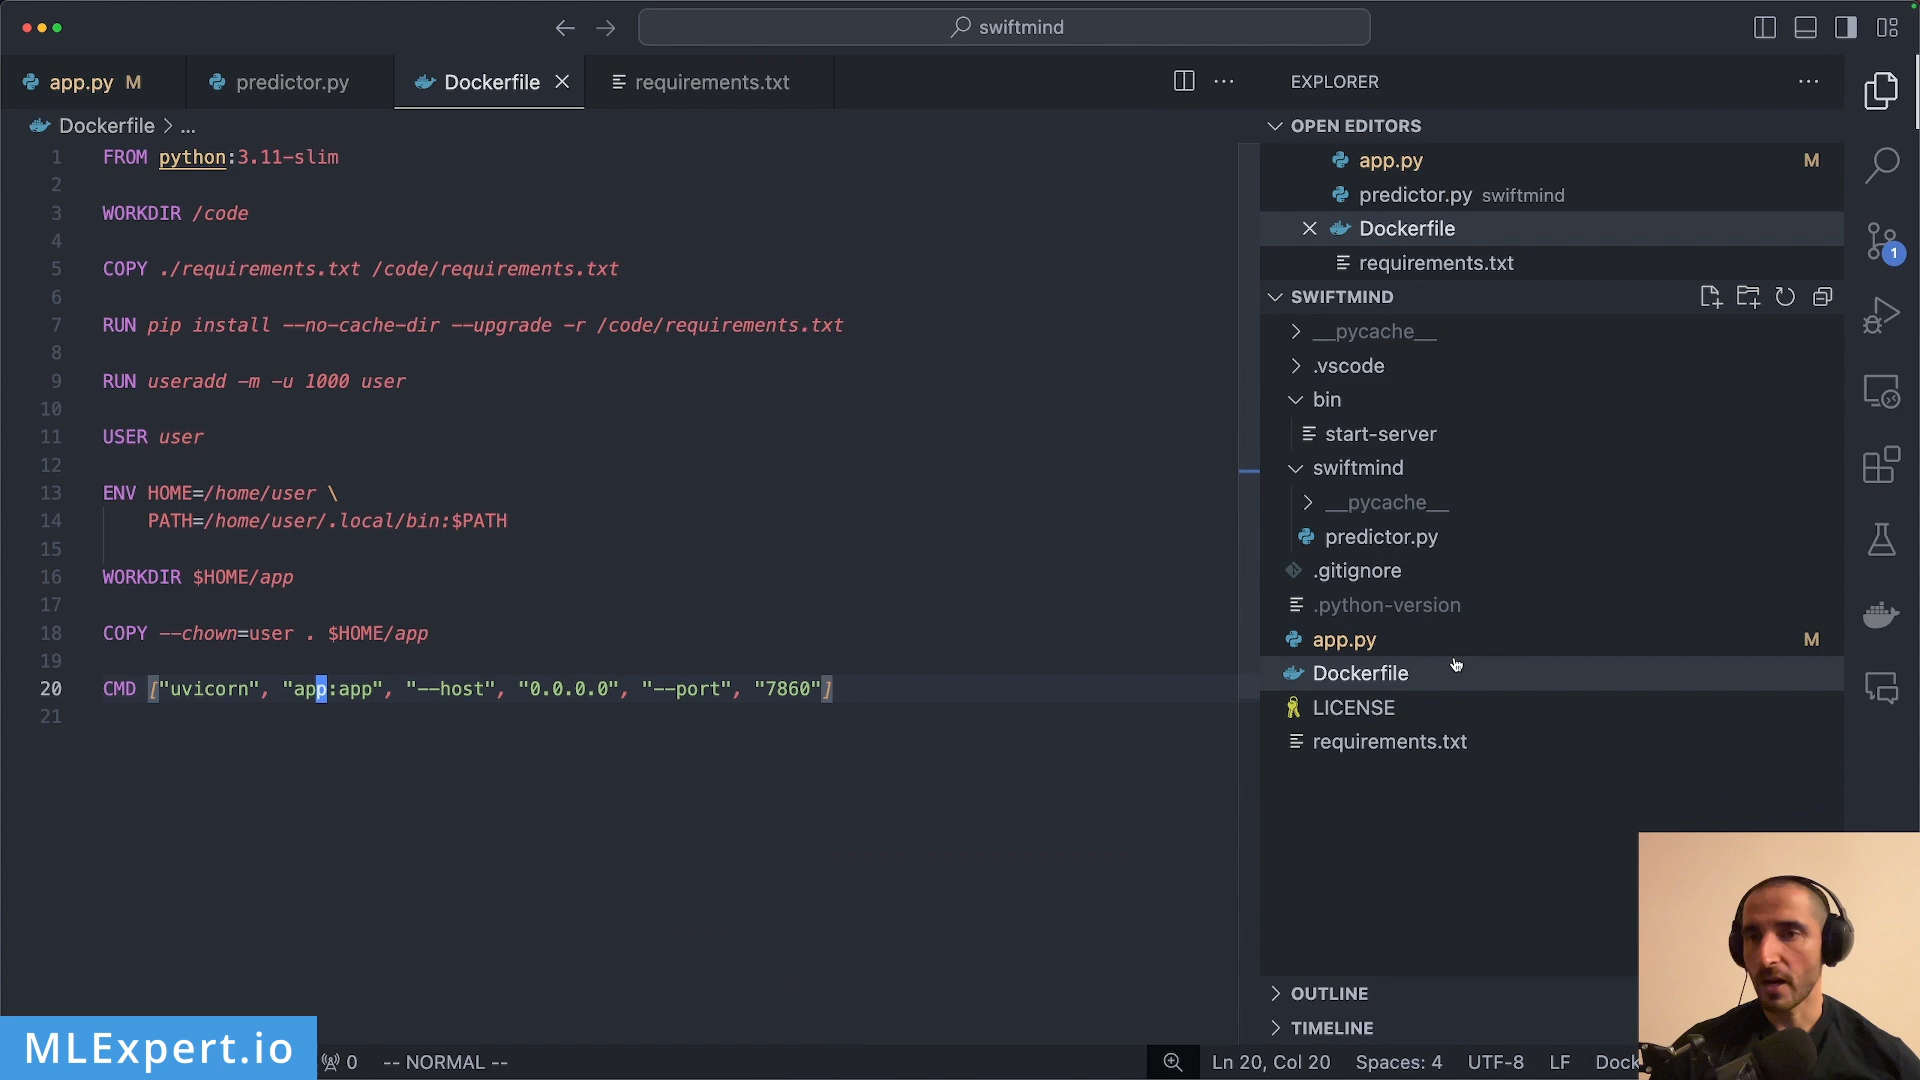 swiftmind
app.py M
predictor.py
Dockerfile
requirements.txt
EXPLORER
Dockerfile > ...
1 FROM python:3.11-slim
2
3 WORKDIR /code
4
5 COPY ./requirements.txt /code/requirements.txt
6
7 RUN pip install --no-cache-dir --upgrade -r /code/requirements.txt
8
9 RUN useradd -m -u 1000 user
10
11 USER user
12
13 ENV HOME=/home/user \
14 PATH=/home/user/.local/bin:$PATH
15
16 WORKDIR $HOME/app
17
18 COPY --chown=user . $HOME/app
19
20 CMD ["uvicorn", "app:app", "--host", "0.0.0.0", "--port", "7860"]
21
OPEN EDITORS
app.py M
predictor.py swiftmind
Dockerfile
requirements.txt
SWIFTMIND
__pycache__
.vscode
bin
start-server
swiftmind
__pycache__
predictor.py
.gitignore
.python-version
app.py M
Dockerfile
LICENSE
requirements.txt
OUTLINE
TIMELINE
1
MLExpert.io
0 -- NORMAL --
Ln 20, Col 20 Spaces: 4 UTF-8 LF Dock